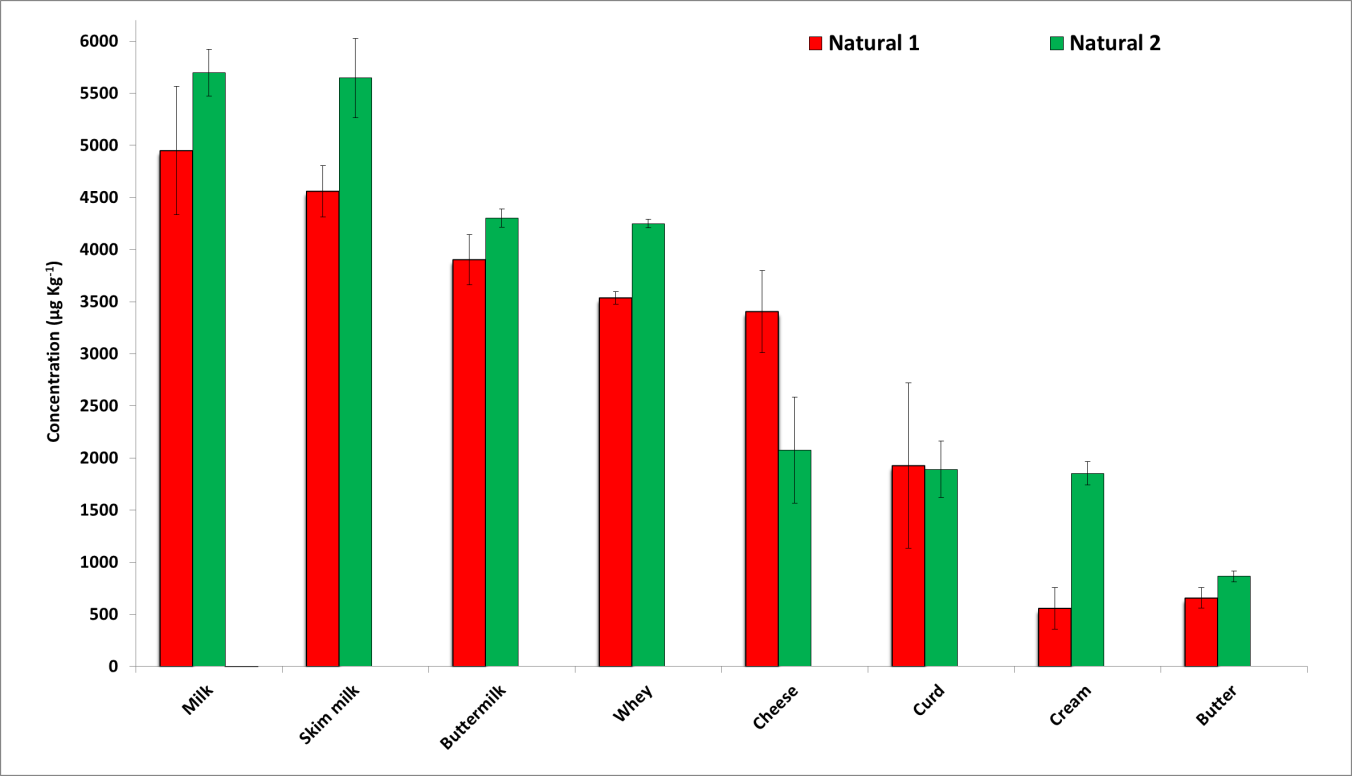 Natural 1
Natural 2
Concentration (µg Kg-1)
6000
5500
5000
4500
4000
3500
3000
2500
2000
1500
1000
500
0
Milk
Skim milk
Buttermilk
Whey
Cheese
Curd
Cream
Butter